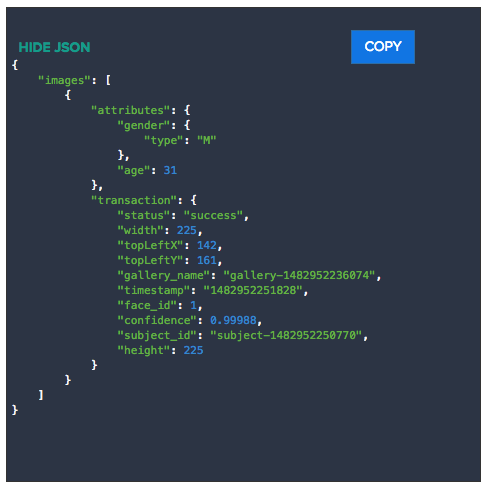 HIDE JSON
COPY
{
    "images": [
        {
            "attributes": {
                "gender": {
                    "type": "M"
                },
                "age": 31
            },
            "transaction": {
                "status": "success",
                "width": 225,
                "topLeftX": 142,
                "topLeftY": 161,
                "gallery_name": "gallery-1482952236074",
                "timestamp": "1482952251828",
                "face_id": 1,
                "confidence": 0.99988,
                "subject_id": "subject-1482952250770",
                "height": 225
            }
        }
    ]
}